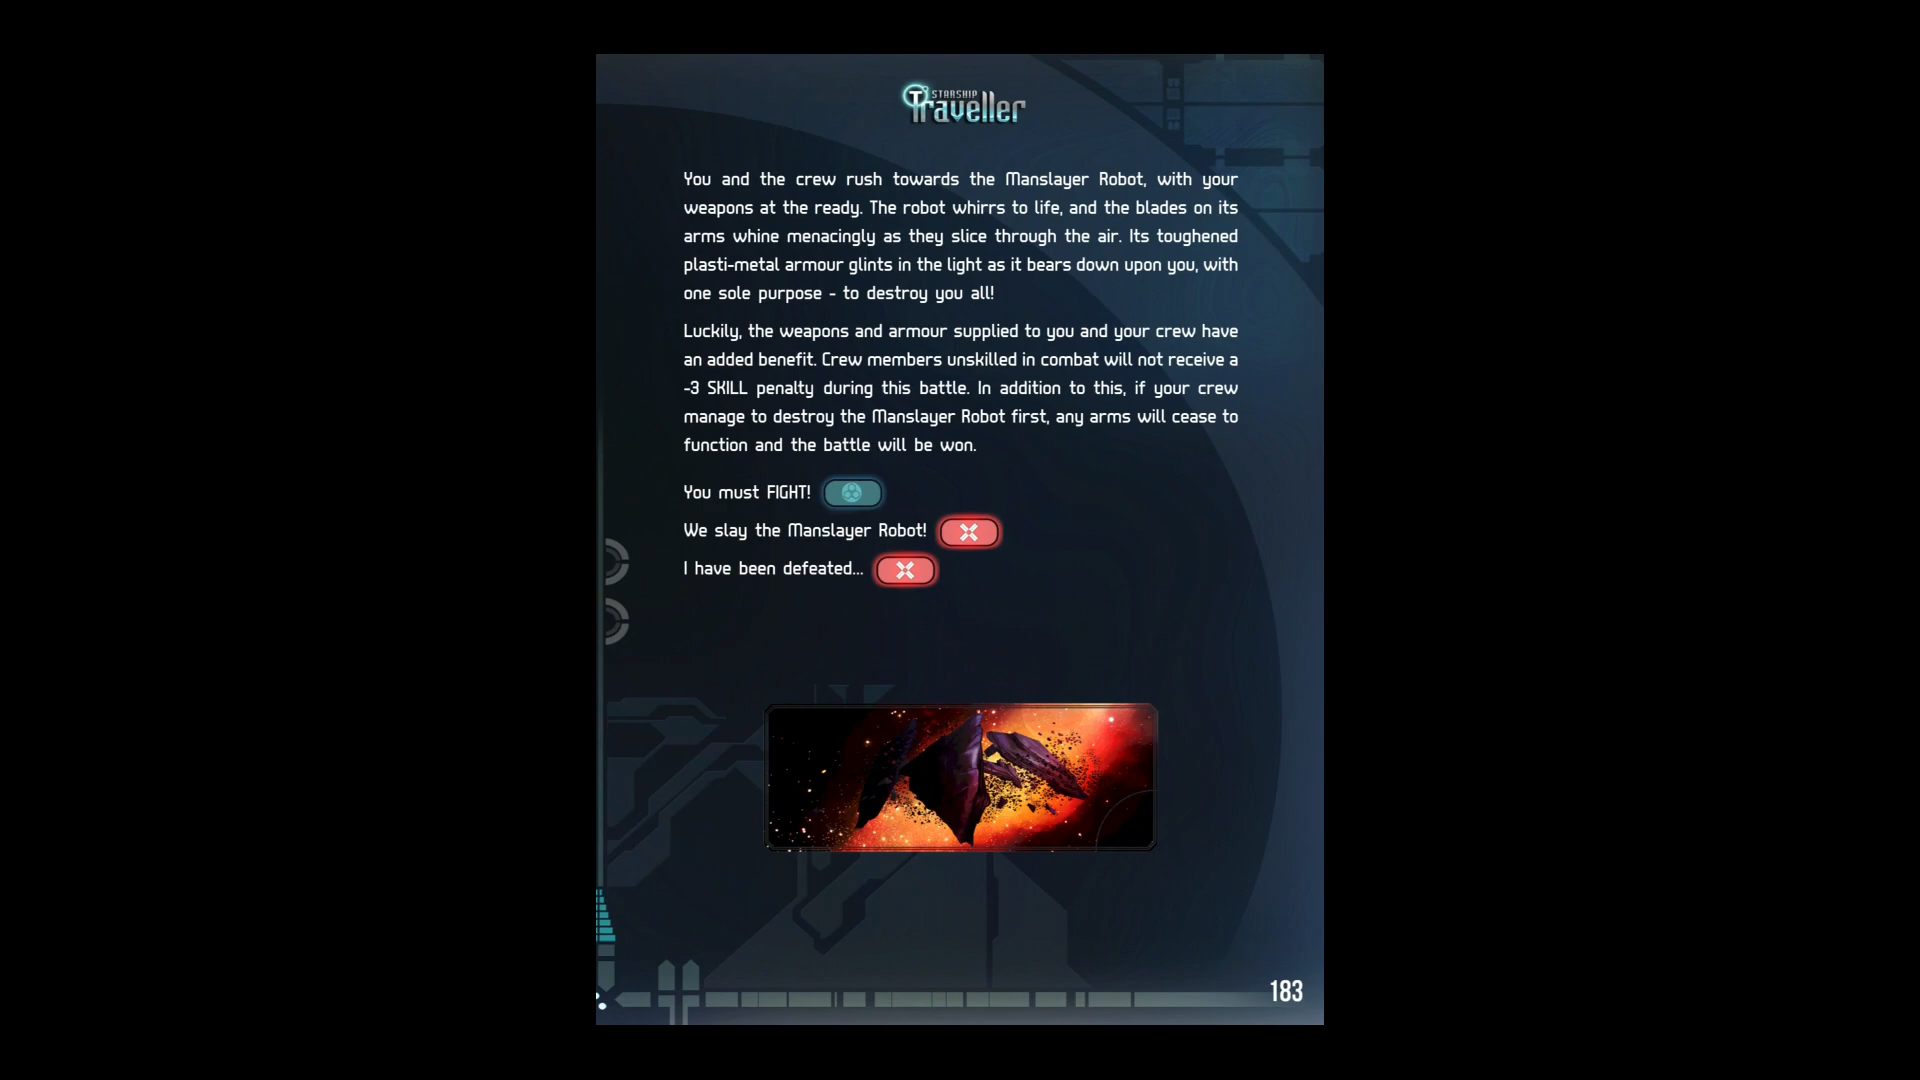 STARSHIP
Traveller
You and the crew rush towards the Manslayer Robot, with your
weapons at the ready. The robot whirrs to life, and the blades on its
arms whine menacingly as they slice through the air. Its toughened
plasti-metal armour glints in the light as it bears down upon you, with
one sole purpose - to destroy you all!
Luckily, the weapons and armour supplied to you and your crew have
an added benefit. Crew members unskilled in combat will not receive a
-3 SKILL penalty during this battle. In addition to this, if your crew
manage to destroy the Manslayer Robot first, any arms will cease to
function and the battle will be won.
You must FIGHT!
We slay the Manslayer Robot!
I have been defeated...
183